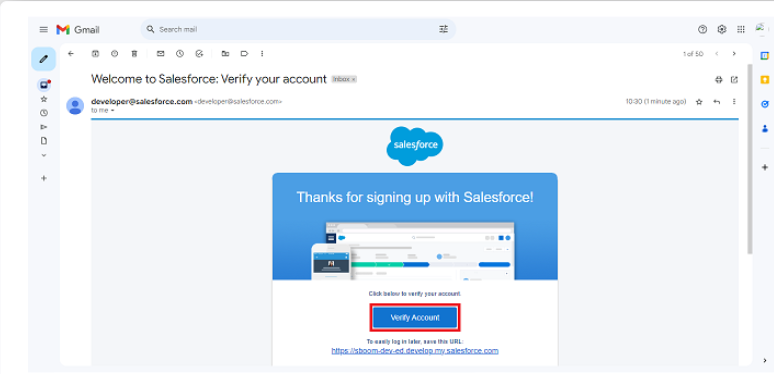 Gmail
Search mail
1 of 50
Welcome to Salesforce: Verify your account Inbox x
developer@salesforce.com <developer@salesforce.com>
10:30 (1 minute ago)
to me
salesforce
Thanks for signing up with Salesforce!
Click below to verify your account.
Verify Account
To easily log in later, save this URL:
https://sboom-dev-ed.develop.my.salesforce.com